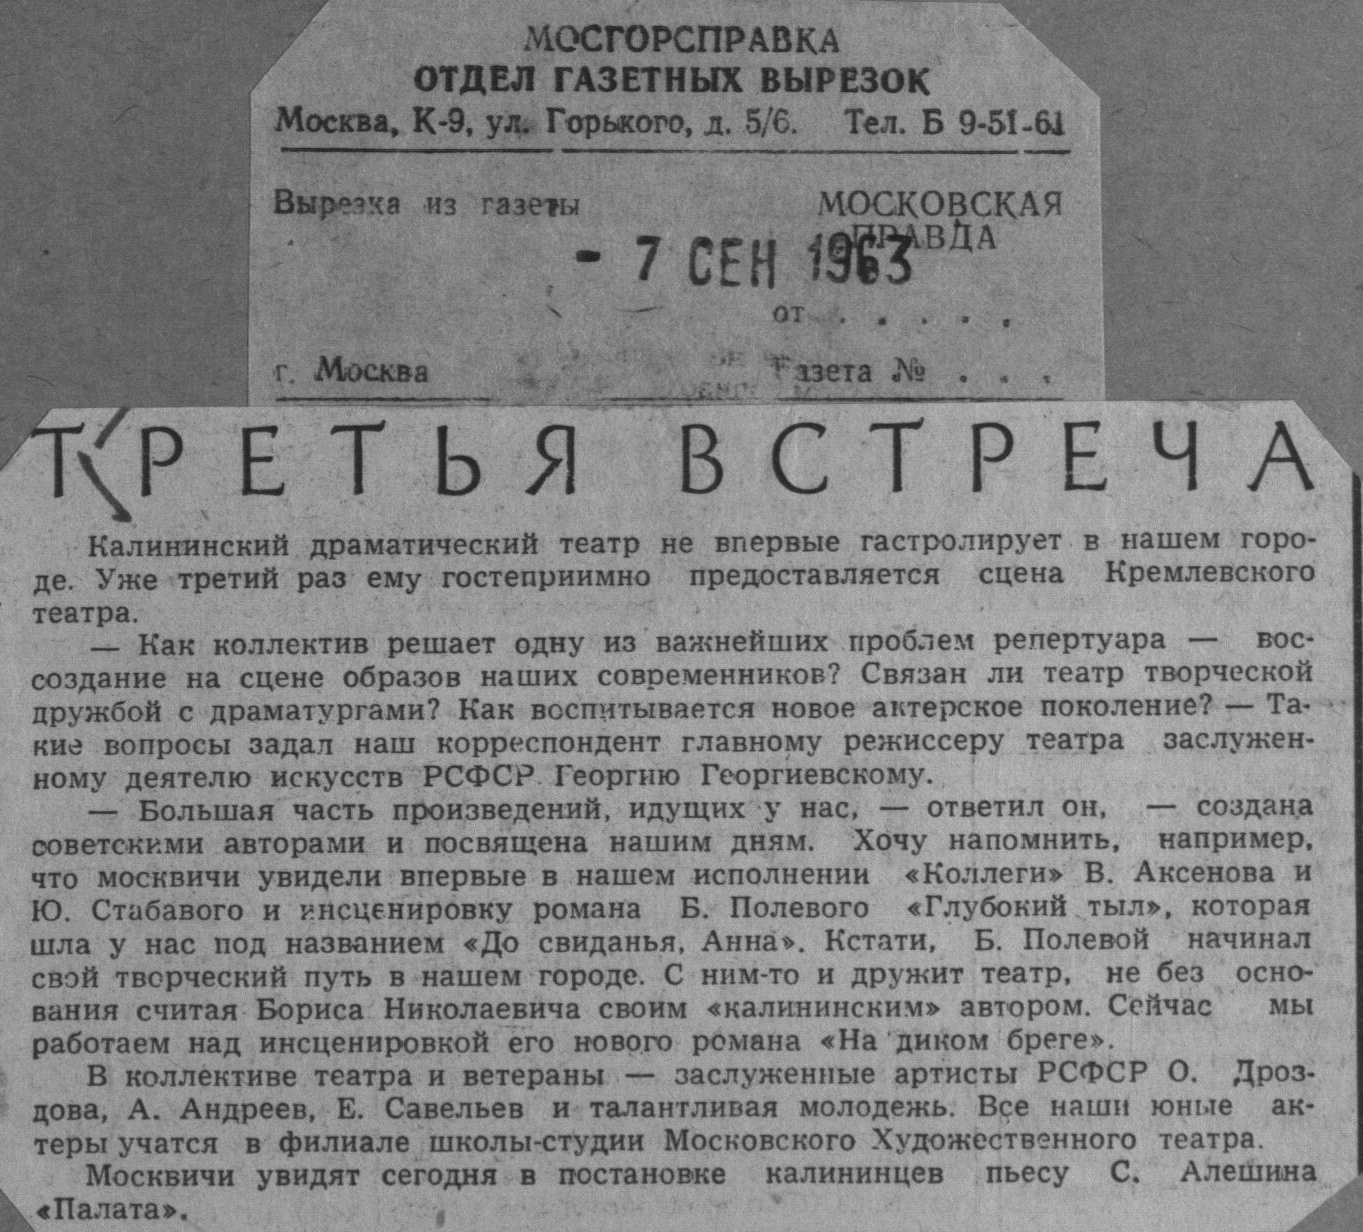 МОСГОРСПРАВКА
ОТДЕЛ ГАЗЕТНЫХ ВЫРЕЗОК
Москва, К-9, ул. Горького, д. 5/6. Тел. Б 9-51-61
Вырезка из газеты МОСКОВСКАЯ
ПРАВДА
- 7 СЕН 1963
от . . . . .
г. Москва Газета № . . .
ТРЕТЬЯ ВСТРЕЧА
Калининский драматический театр не впервые гастролирует в нашем горо-
де. Уже третий раз ему гостеприимно предоставляется сцена Кремлевского
театра.
— Как коллектив решает одну из важнейших проблем репертуара — вос-
создание на сцене образов наших современников? Связан ли театр творческой
дружбой с драматургами? Как воспитывается новое актерское поколение? — Та-
кие вопросы задал наш корреспондент главному режиссеру театра заслужен-
ному деятелю искусств РСФСР Георгию Георгиевскому.
— Большая часть произведений, идущих у нас, — ответил он, — создана
советскими авторами и посвящена нашим дням. Хочу напомнить, например,
что москвичи увидели впервые в нашем исполнении «Коллеги» В. Аксенова и
Ю. Стабавого и инсценировку романа Б. Полевого «Глубокий тыл», которая
шла у нас под названием «До свиданья, Анна». Кстати, Б. Полевой начинал
свой творческий путь в нашем городе. С ним-то и дружит театр, не без осно-
вания считая Бориса Николаевича своим «калининским» автором. Сейчас мы
работаем над инсценировкой его нового романа «На диком бреге».
В коллективе театра и ветераны — заслуженные артисты РСФСР О. Дроз-
дова, А. Андреев, Е. Савельев и талантливая молодежь. Все наши юные ак-
теры учатся в филиале школы-студии Московского Художественного театра.
Москвичи увидят сегодня в постановке калининцев пьесу С. Алешина
«Палата».